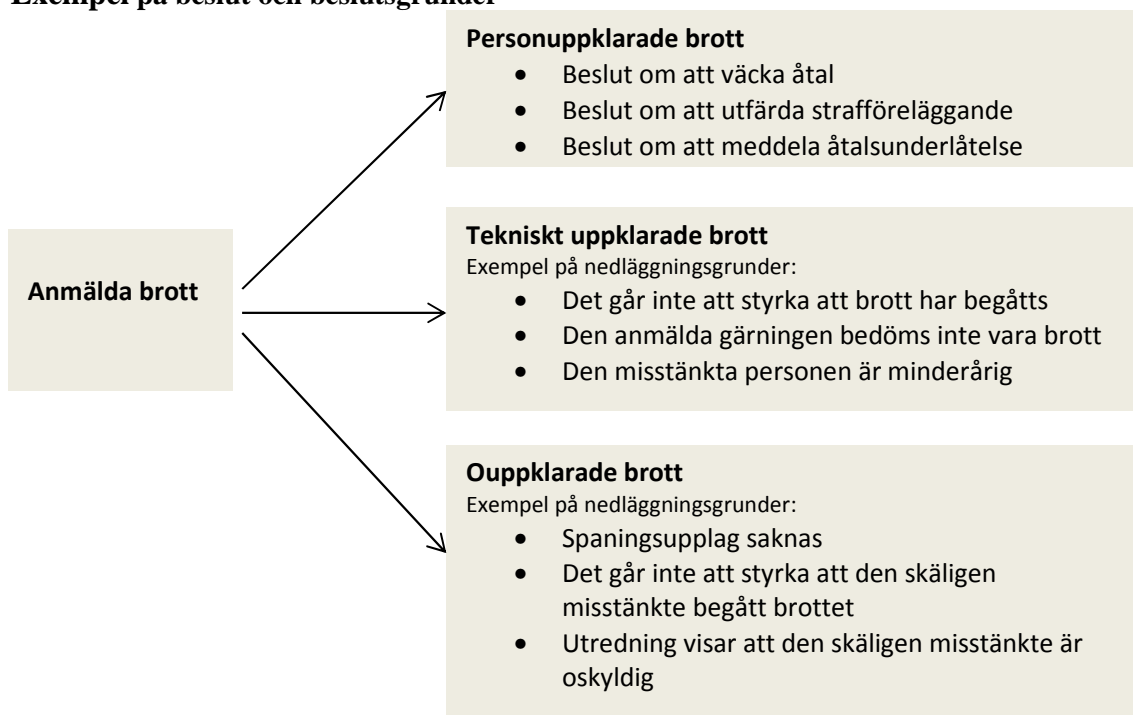 Exempel på beslut och beslutsgrunder
Personuppklarade brott
• Beslut om att väcka åtal
• Beslut om att utfärda strafföreläggande
• Beslut om att meddela åtalsunderlåtelse
Anmälda brott
Tekniskt uppklarade brott
Exempel på nedläggningsgrunder:
• Det går inte att styrka att brott har begåtts
• Den anmälda gärningen bedöms inte vara brott
• Den misstänkta personen är minderårig
Ouppklarade brott
Exempel på nedläggningsgrunder:
• Spaningsupplag saknas
• Det går inte att styrka att den skäligen
misstänkte begått brottet
• Utredning visar att den skäligen misstänkte är
oskyldig